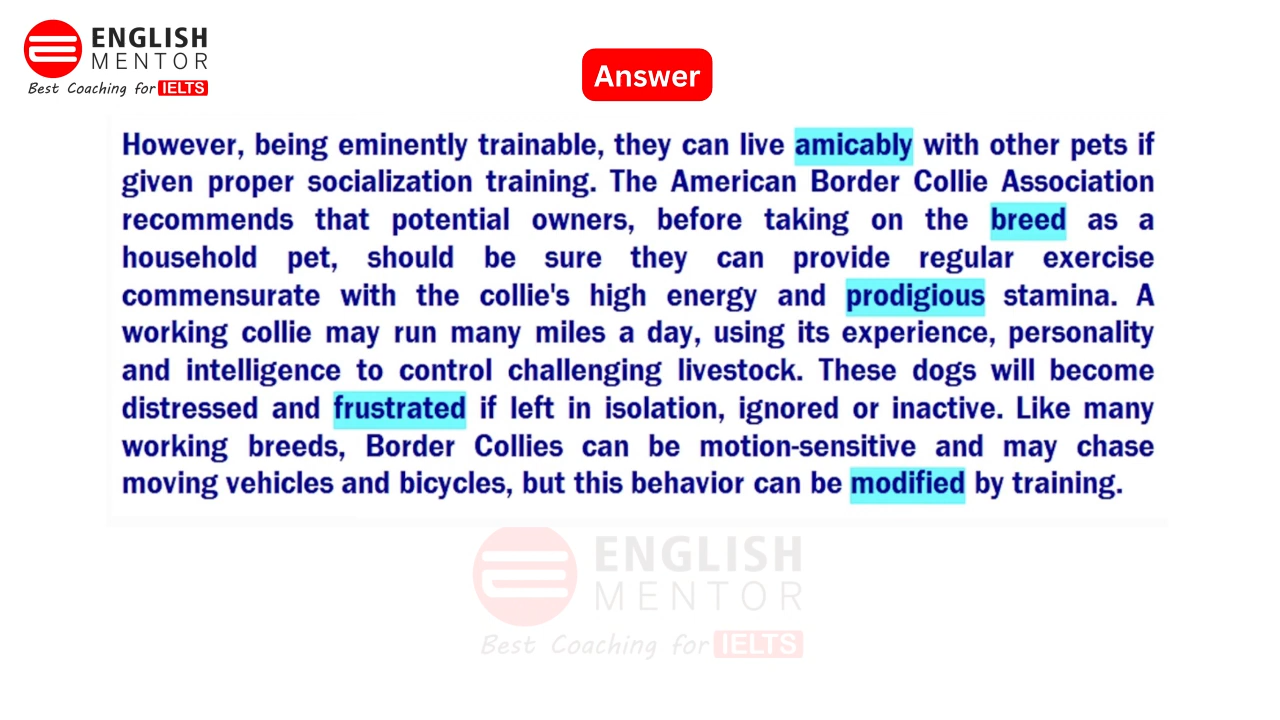 ENGLISH
MENTOR
Best Coaching for IELTS
Answer
However, being eminently trainable, they can live amicably with other pets if
given proper socialization training. The American Border Collie Association
recommends that potential owners, before taking on the breed as a
household pet, should be sure they can provide regular exercise
commensurate with the collie's high energy and prodigious stamina. A
working collie may run many miles a day, using its experience, personality
and intelligence to control challenging livestock. These dogs will become
distressed and frustrated if left in isolation, ignored or inactive. Like many
working breeds, Border Collies can be motion-sensitive and may chase
moving vehicles and bicycles, but this behavior can be modified by training.
ENGLISH
MENTOR
Best Coaching for IELTS